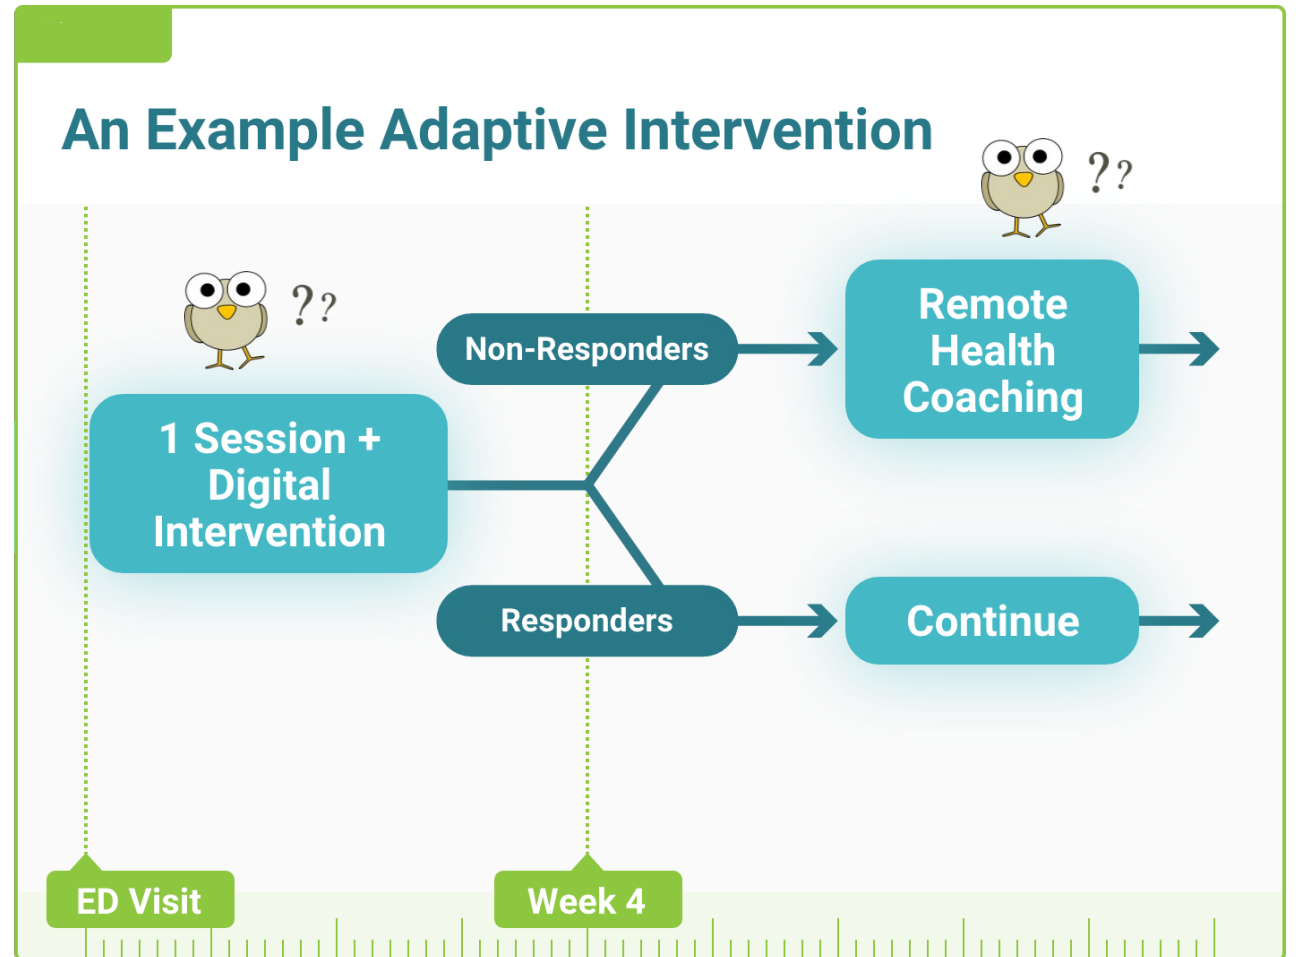 An Example Adaptive Intervention
??
??
1 Session +
Digital
Intervention
Non-Responders
Remote
Health
Coaching
Responders
Continue
ED Visit
Week 4